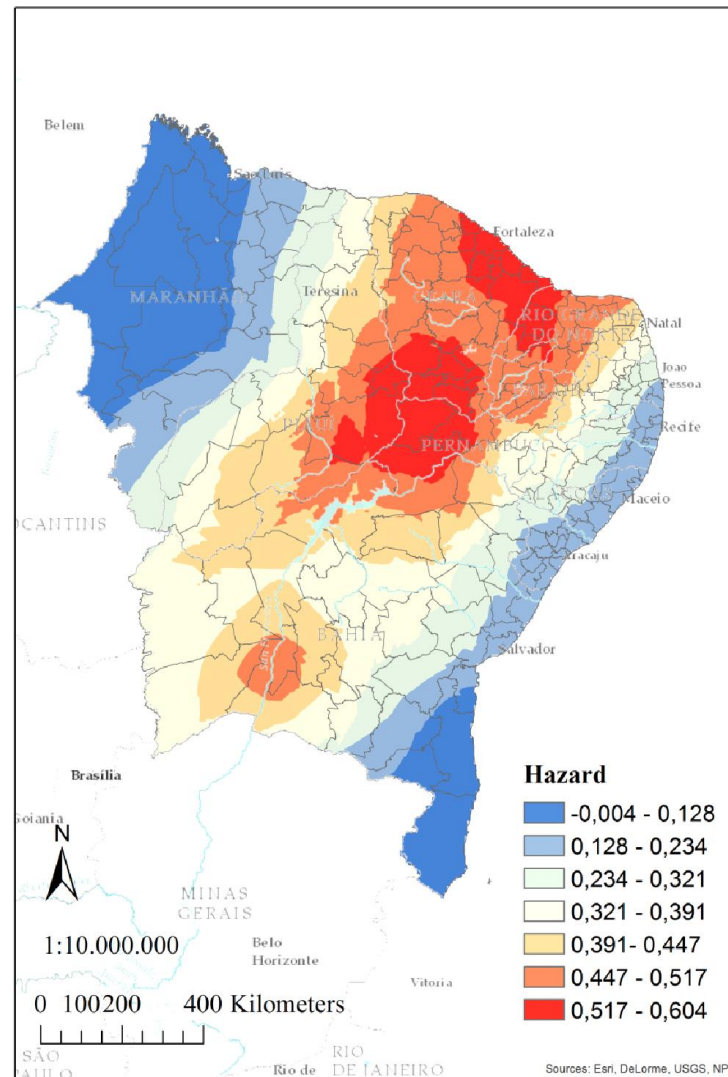 Belem
Sao Luis
Fortaleza
MARANHÃO
Teresina
CEARÁ
RIO GRANDE
DO NORTE
Natal
Joao
Pessoa
PARAIBA
PIAUI
Recife
PERNAMBUCO
ALAGOAS
Maceio
OCANTINS
Aracaju
BAHIA
Salvador
Brasília
Goiania
N
MINAS
GERAIS
1:10.000.000
Belo
Horizonte
Vitoria
0 100200 400 Kilometers
SÃO
PAULO
Rio de
RIO
DE JANEIRO
Hazard
-0,004 - 0,128
0,128 - 0,234
0,234 - 0,321
0,321 - 0,391
0,391- 0,447
0,447 - 0,517
0,517 - 0,604
Sources: Esri, DeLorme, USGS, NP